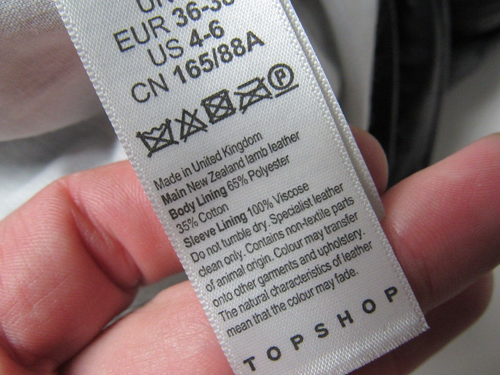 EUR 36-38
US 4-6
CN 165/88A
P
Made in United Kingdom
Main New Zealand lamb leather
Body Lining 65% Polyester
35% Cotton
Sleeve Lining 100% Viscose
Do not tumble dry. Specialist leather
clean only. Contains non-textile parts
of animal origin. Colour may transfer
onto other garments and upholstery.
The natural characteristics of leather
mean that the colour may fade.
TOPSHOP